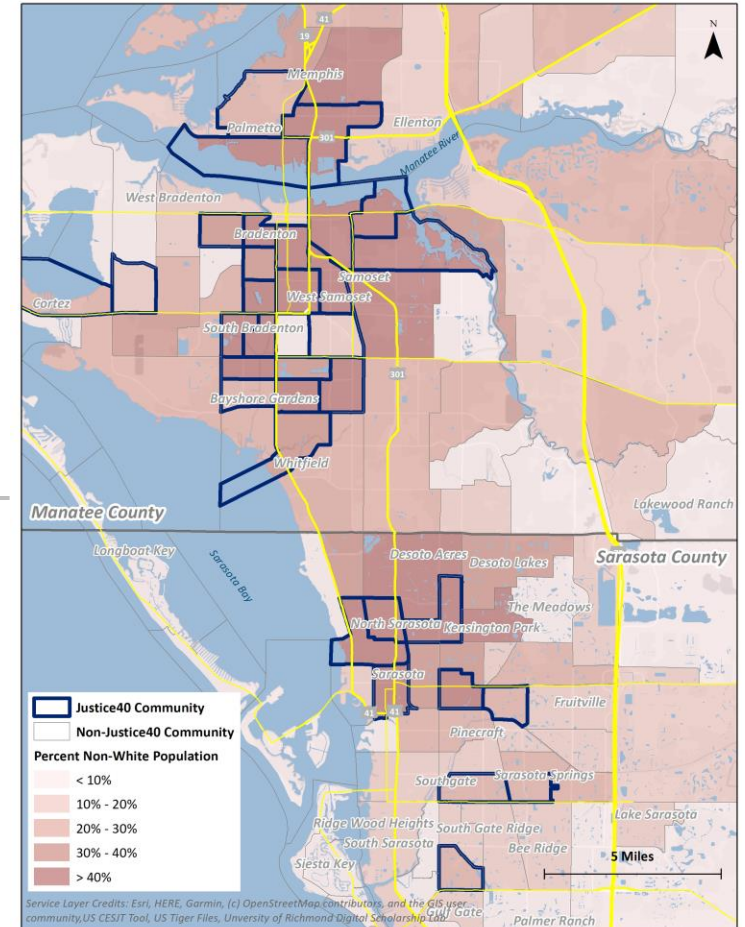 41
N
19
Memphis
Palmetto
Ellenton
301
Manatee River
West Bradenton
Bradenton
Samoset
West Samoset
Cortez
South Bradenton
301
Bayshore Gardens
Whitfield
Lakewood Ranch
Manatee County
Longboat Key
Sarasota Bay
Desoto Acres
Desoto Lakes
Sarasota County
The Meadows
North Sarasota
Kensington Park
Sarasota
Fruitville
41
41
Pinecraft
Southgate
Sarasota Springs
Lake Sarasota
Ridge Wood Heights
South Gate Ridge
South Sarasota
Bee Ridge
Siesta Key
5 Miles
Gulf Gate
Palmer Ranch
Justice40 Community
Non-Justice40 Community
Percent Non-White Population
< 10%
10% - 20%
20% - 30%
30% - 40%
> 40%
Service Layer Credits: Esri, HERE, Garmin, (c) OpenStreetMap contributors, and the GIS user
community,US CESJT Tool, US Tiger Files, Unversity of Richmond Digital Scholarship Lab